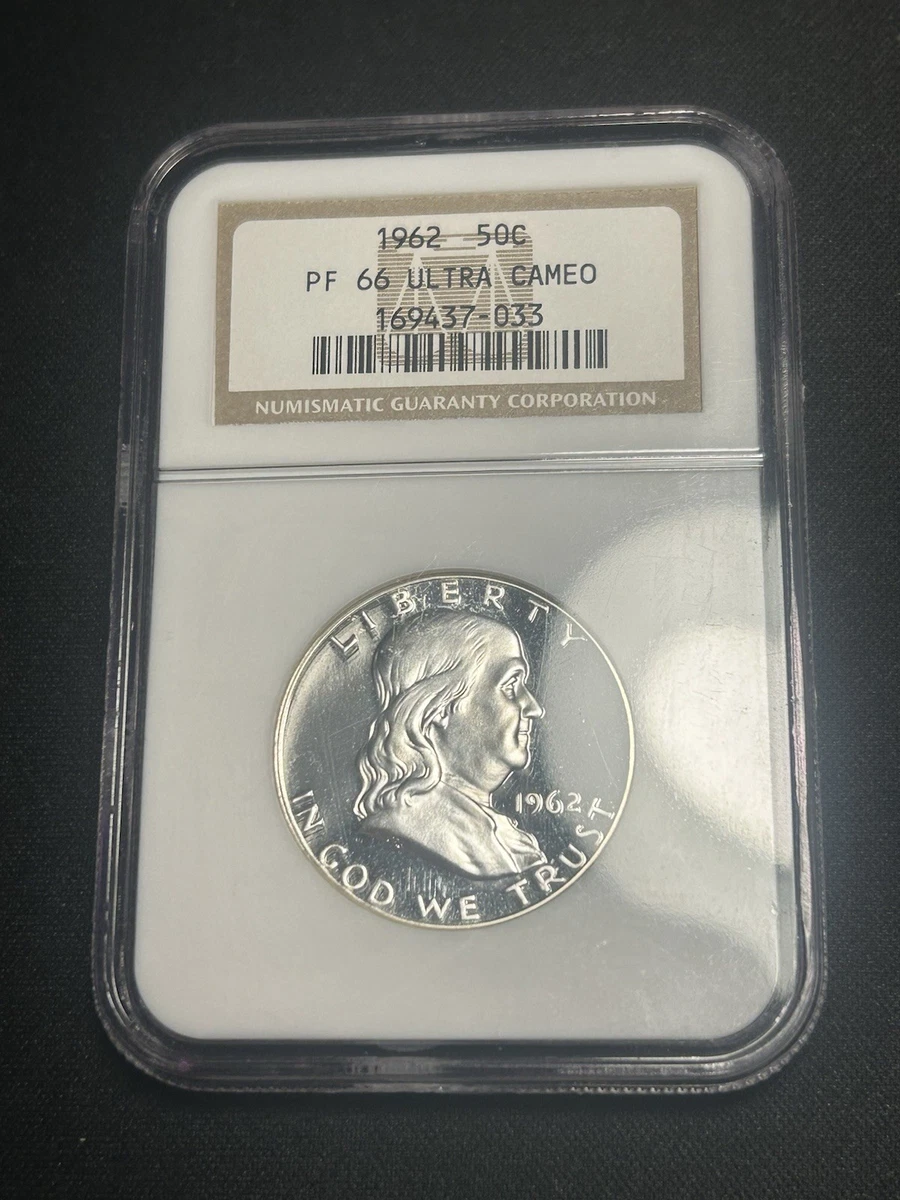 1962 50C
PF 66 ULTRA CAMEO
169437-033
NUMISMATIC GUARANTY CORPORATION
LIBERTY
1962
IN GOD WE TRUST